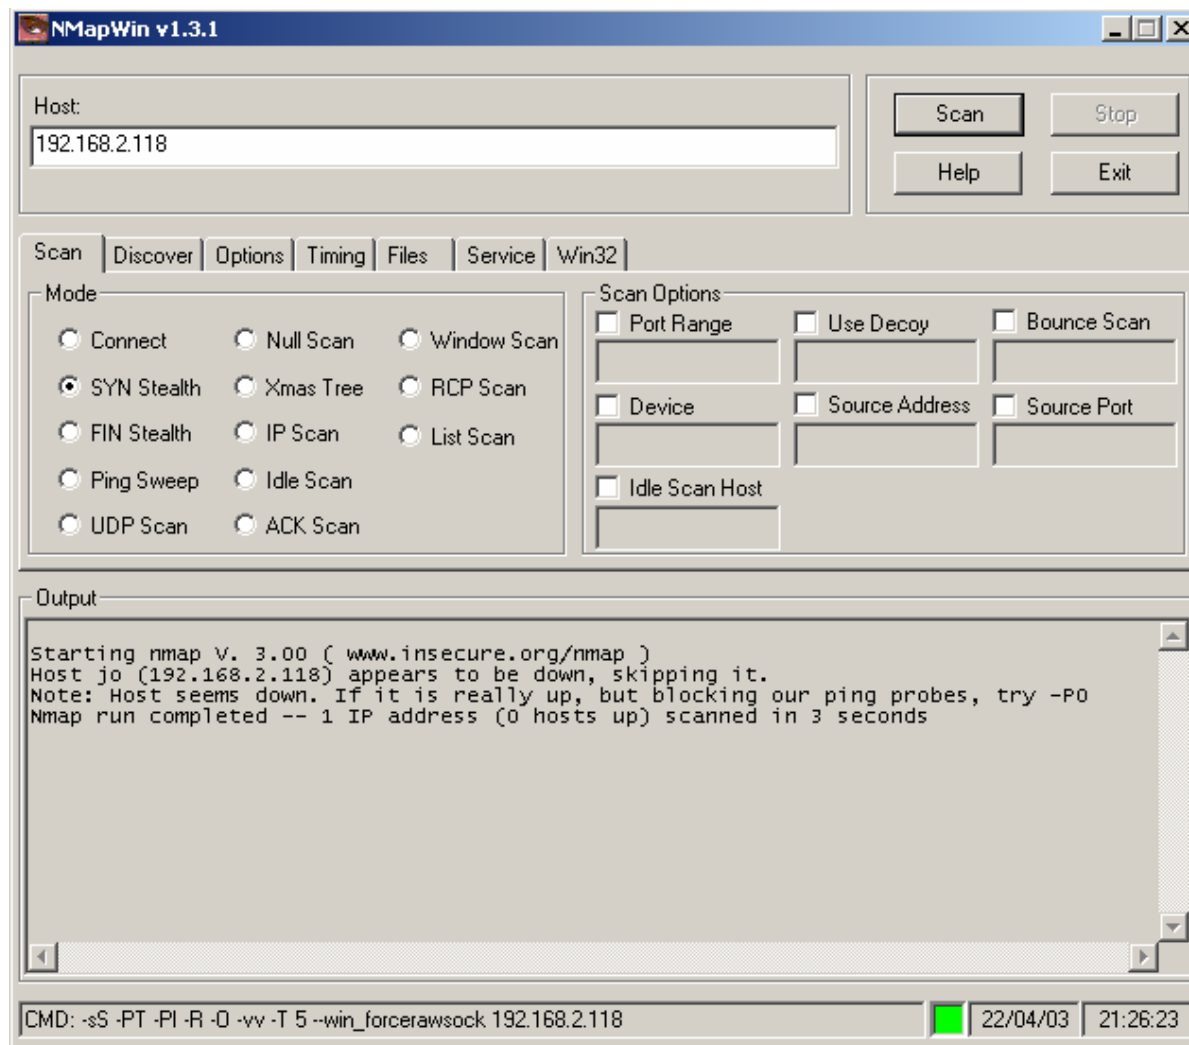 NMapWin v1.3.1
Host:
192.168.2.118
Scan Stop
Help Exit
Scan Discover Options Timing Files Service Win32
Mode
Connect Null Scan Window Scan
SYN Stealth Xmas Tree RCP Scan
FIN Stealth IP Scan List Scan
Ping Sweep Idle Scan
UDP Scan ACK Scan
Scan Options
Port Range Use Decoy Bounce Scan
Device Source Address Source Port
Idle Scan Host
Output
Starting nmap V. 3.00 ( www.insecure.org/nmap )
Host jo (192.168.2.118) appears to be down, skipping it.
Note: Host seems down. If it is really up, but blocking our ping probes, try -P0
Nmap run completed -- 1 IP address (0 hosts up) scanned in 3 seconds
CMD: -sS -PT -PI -R -O -vv -T 5 --win_forcerawsock 192.168.2.118 22/04/03 21:26:23